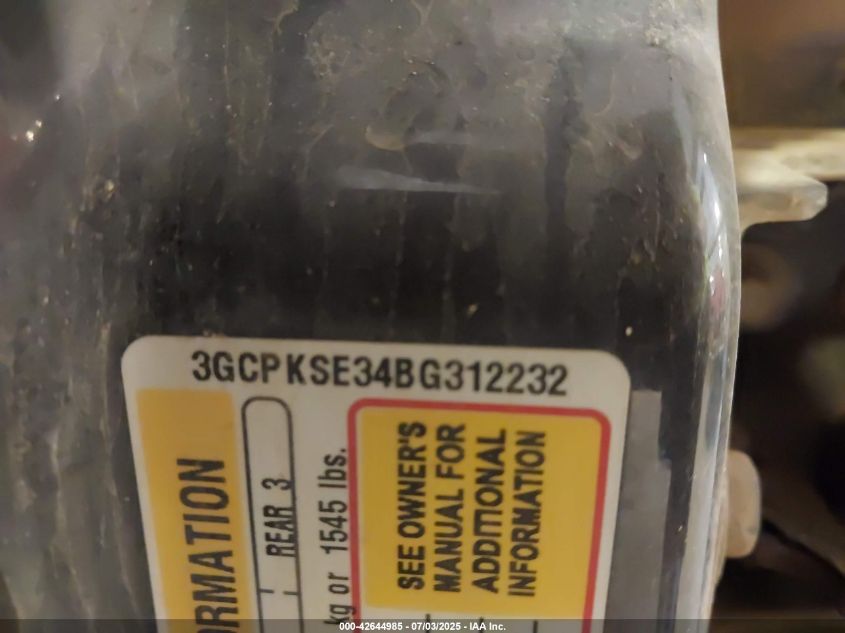 3GCPKSE34BG312232
ORMATION
: REAR 3
kg or 1545 lbs.
SEE OWNER'S
MANUAL FOR
ADDITIONAL
INFORMATION
000-42644985 - 07/03/2025 - IAA Inc.